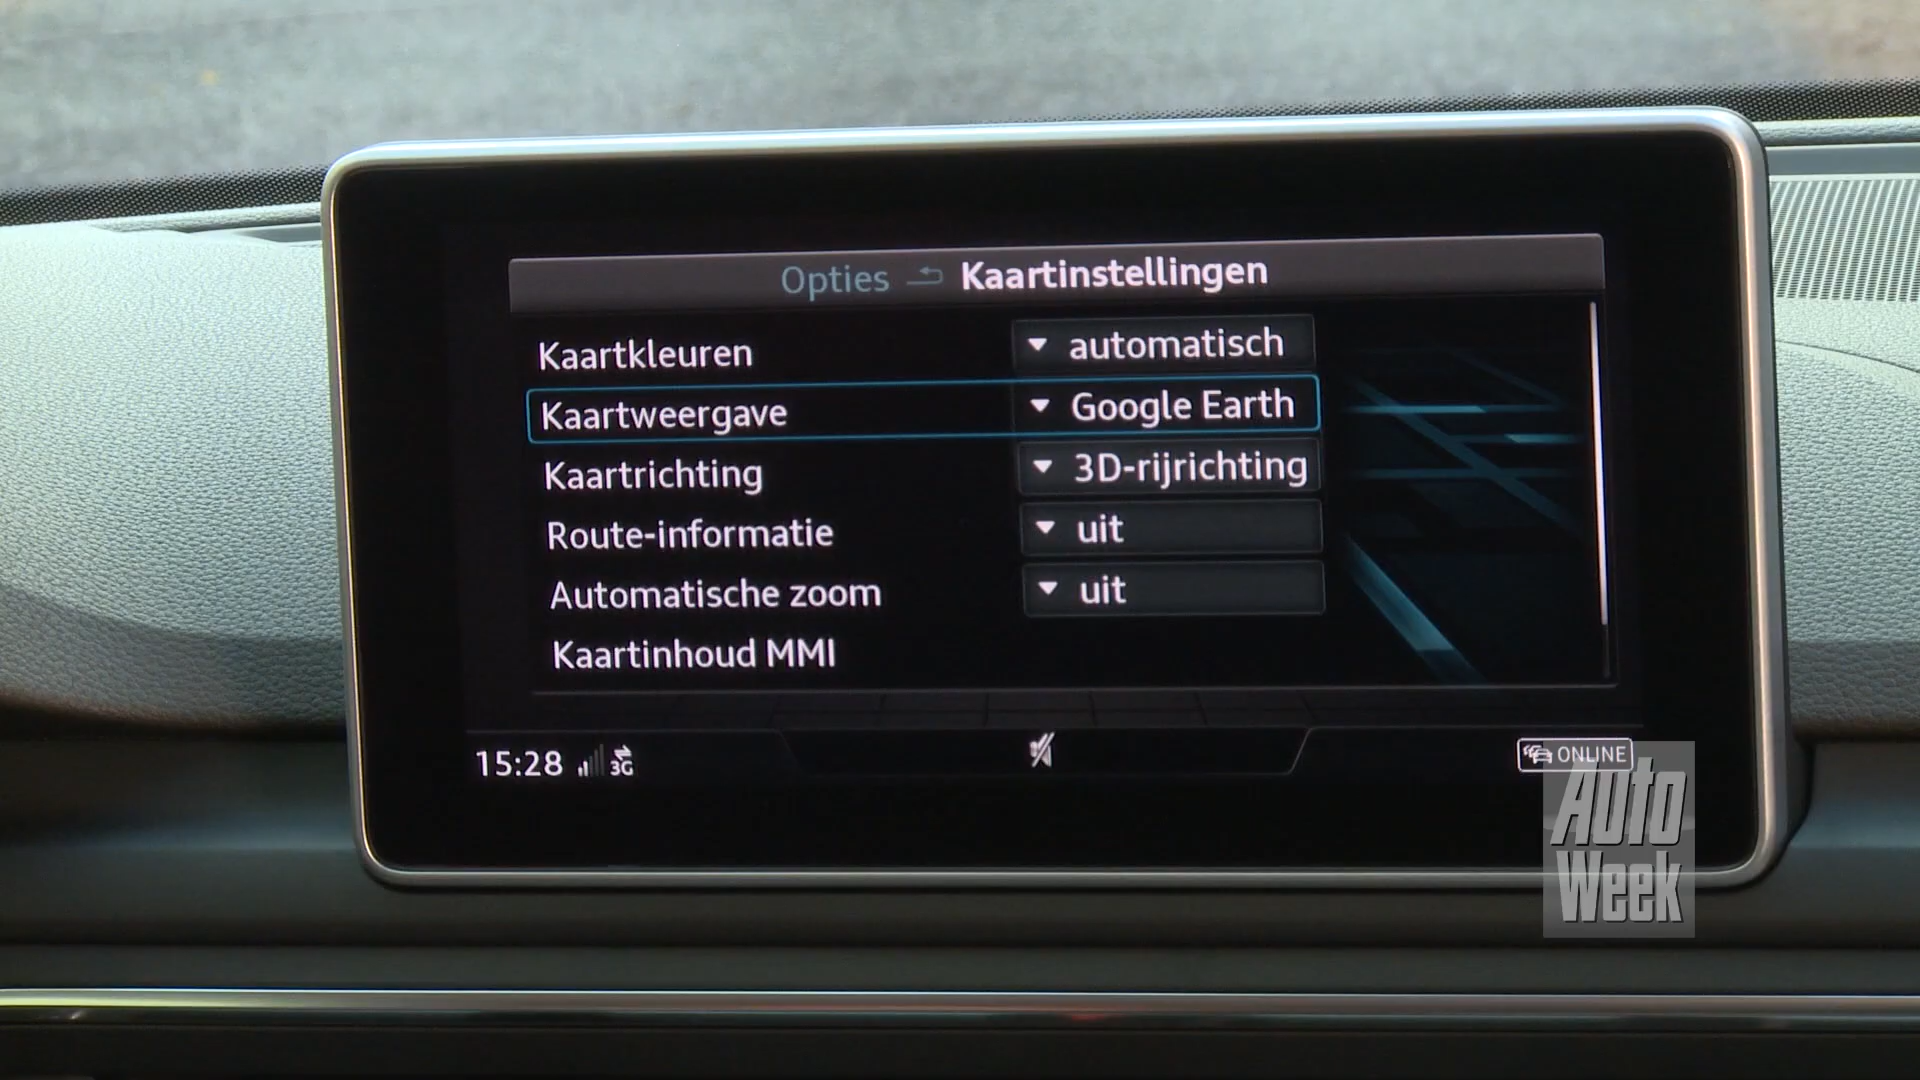 Opties Kaartinstellingen
Kaartkleuren automatisch
Kaartweergave Google Earth
Kaartrichting 3D-rijrichting
Route-informatie uit
Automatische zoom uit
Kaartinhoud MMI
15:28 3G ONLINE
Auto
Week